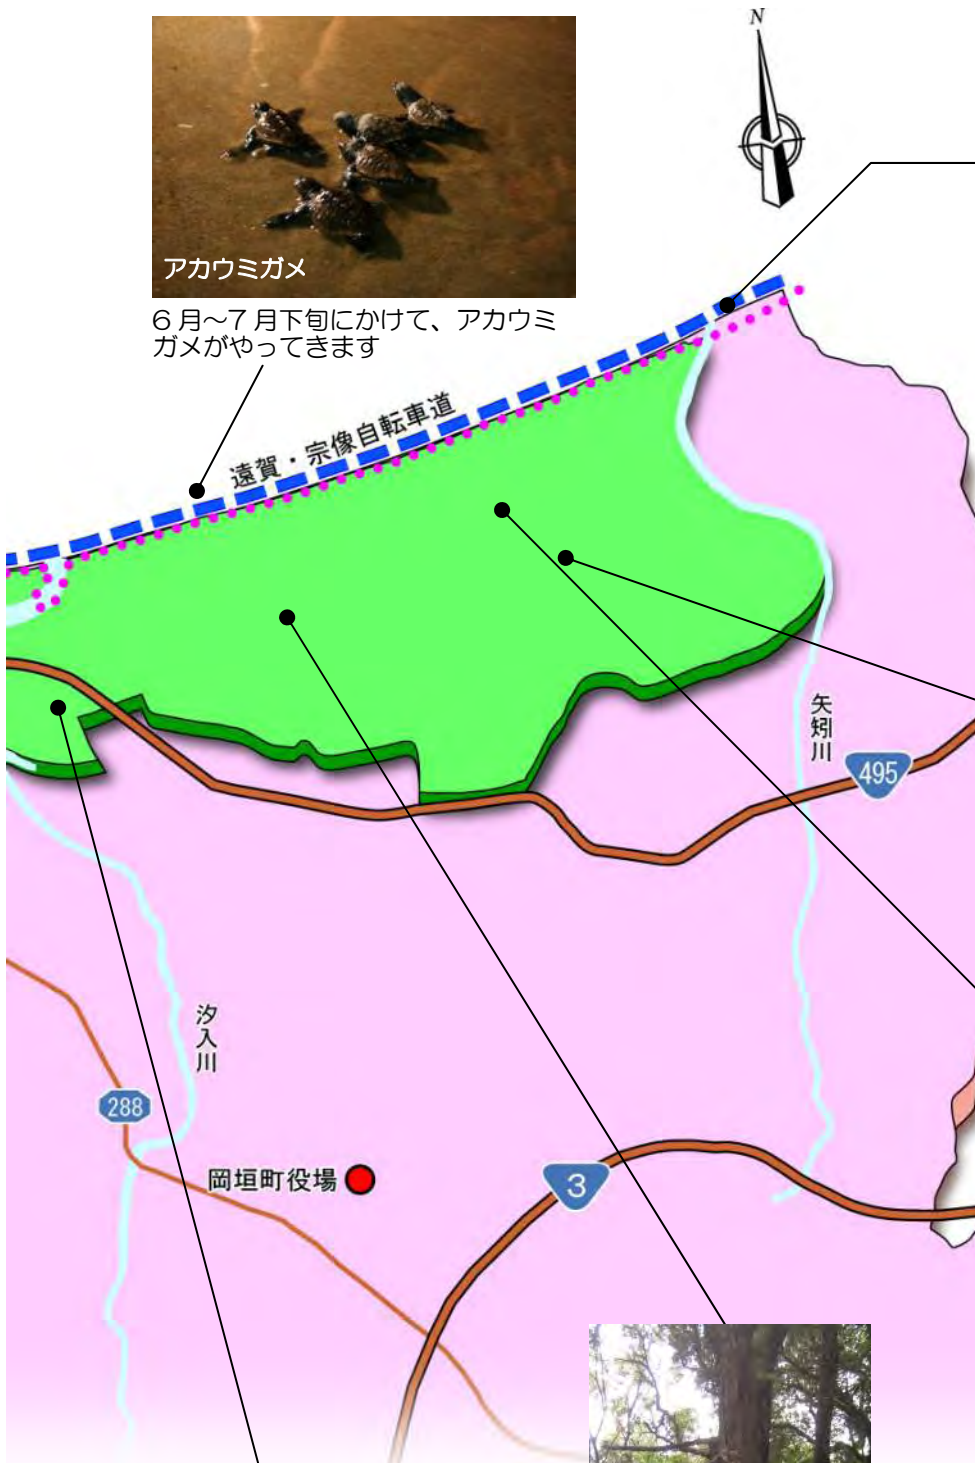 N
アカウミガメ
6月～7月下旬にかけて、アカウミ
ガメがやってきます
遠賀・宗像自転車道
矢矧川
495
汐入川
288
岡垣町役場
3